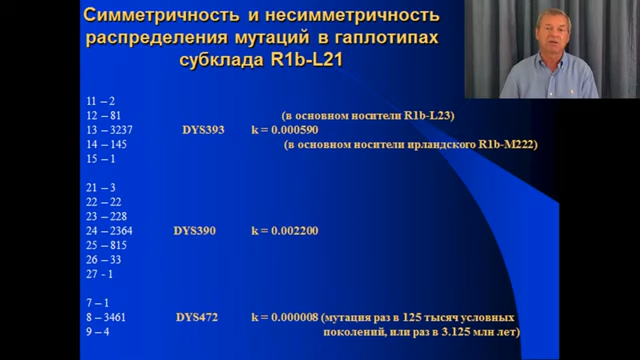 Симметричность и несимметричность
распределения мутаций в гаплотипах
субклада R1b-L21
11 – 2
12 – 81 (в основном носители R1b-L23)
13 – 3237 DYS393 k = 0.000590
14 – 145 (в основном носители ирландского R1b-M222)
15 – 1
21 – 3
22 – 22
23 – 228
24 – 2364 DYS390 k = 0.002200
25 – 815
26 – 33
27 - 1
7 – 1
8 – 3461 DYS472 k = 0.000008 (мутация раз в 125 тысяч условных
9 – 4 поколений, или раз в 3.125 млн лет)